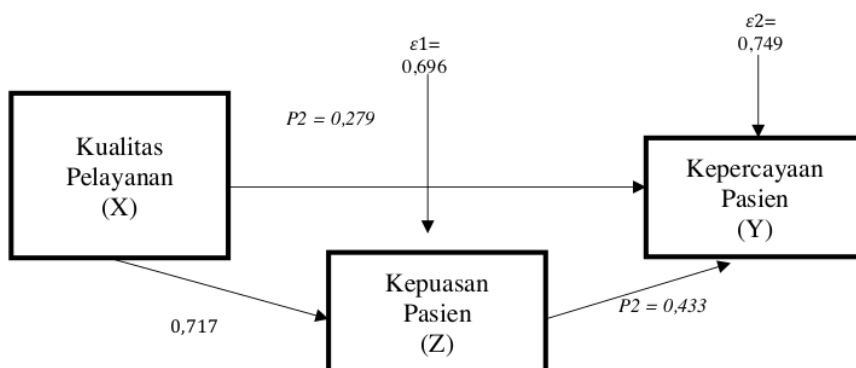 ε1=
0,696
ε2=
0,749
P2 = 0,279
Kualitas
Pelayanan
(X)
Kepercayaan
Pasien
(Y)
Kepuasan
Pasien
(Z)
0,717
P2 = 0,433